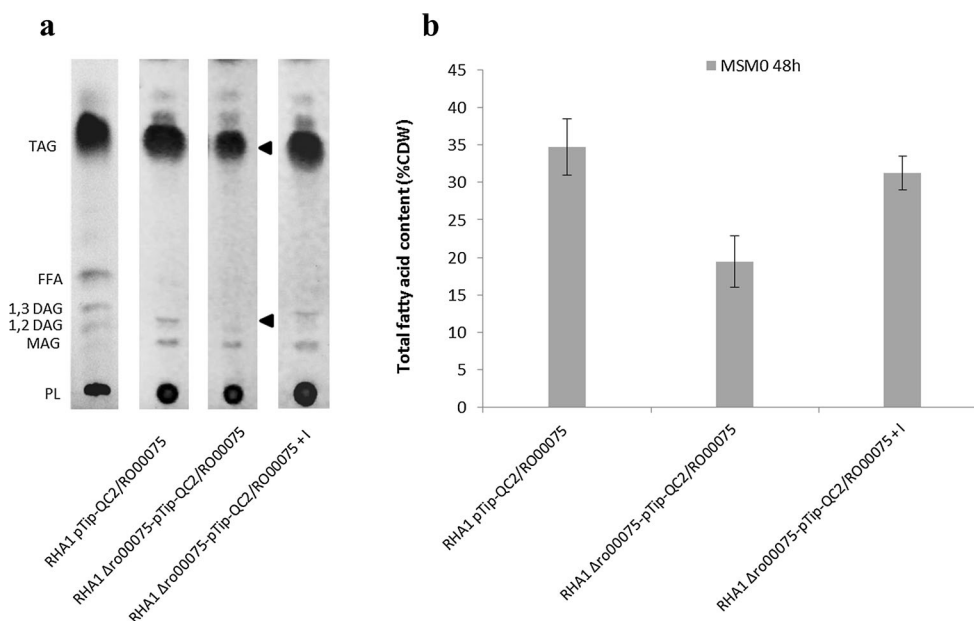 a
TAG
FFA
1,3 DAG
1,2 DAG
MAG
PL
RHA1 pTip-QC2/RO00075
RHA1 Δro00075-pTip-QC2/RO00075
RHA1 Δro00075-pTip-QC2/RO00075 + I
b
MSM0 48h
Total fatty acid content (%CDW)
45
40
35
30
25
20
15
10
5
0
RHA1 pTip-QC2/RO00075
RHA1 Δro00075-pTip-QC2/RO00075
RHA1 Δro00075-pTip-QC2/RO00075 + I